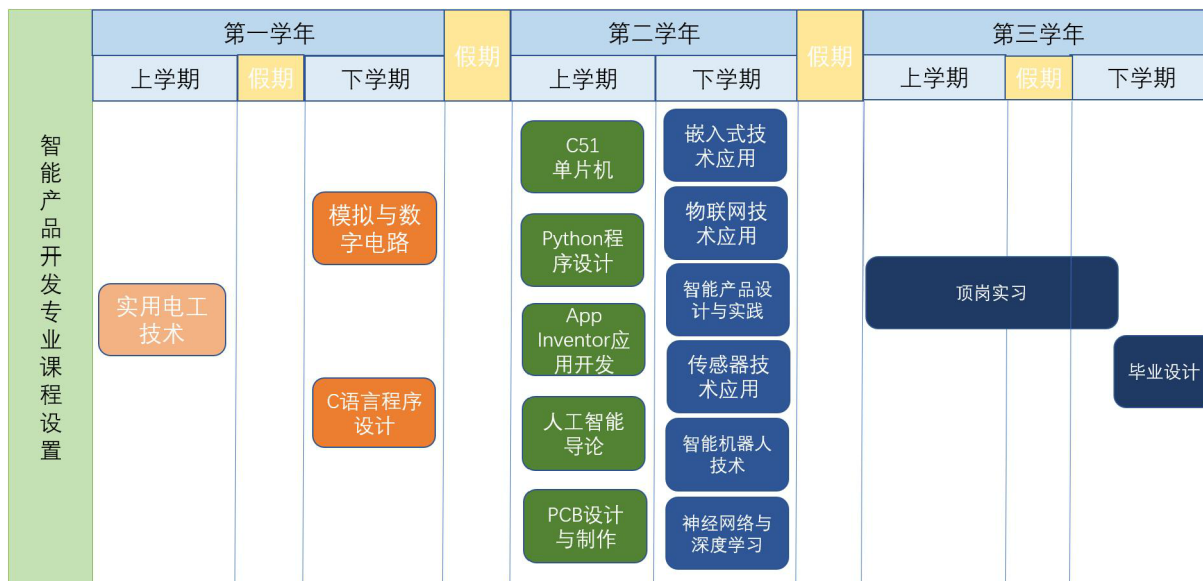 第一学年
假期
第二学年
假期
第三学年
上学期
假期
下学期
上学期
下学期
上学期
假期
下学期
智能产品开发专业课程设置
实用电工
技术
模拟与数
字电路
C语言程序
设计
C51
单片机
Python程
序设计
App
Inventor应
用开发
人工智能
导论
PCB设计
与制作
嵌入式技
术应用
物联网技
术应用
智能产品设
计与实践
传感器技
术应用
智能机器人
技术
神经网络与
深度学习
顶岗实习
毕业设计